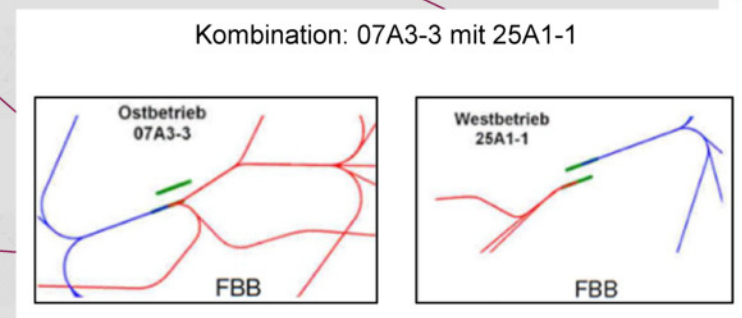 Kombination: 07A3-3 mit 25A1-1
Ostbetrieb
07A3-3
FBB
Westbetrieb
25A1-1
FBB